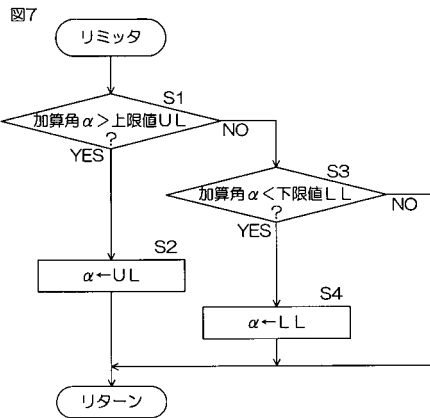 図7
リミッタ
S1
加算角α>上限値UL
?
NO
YES
S3
加算角α<下限値LL
?
NO
YES
S2
α←UL
S4
α←LL
リターン